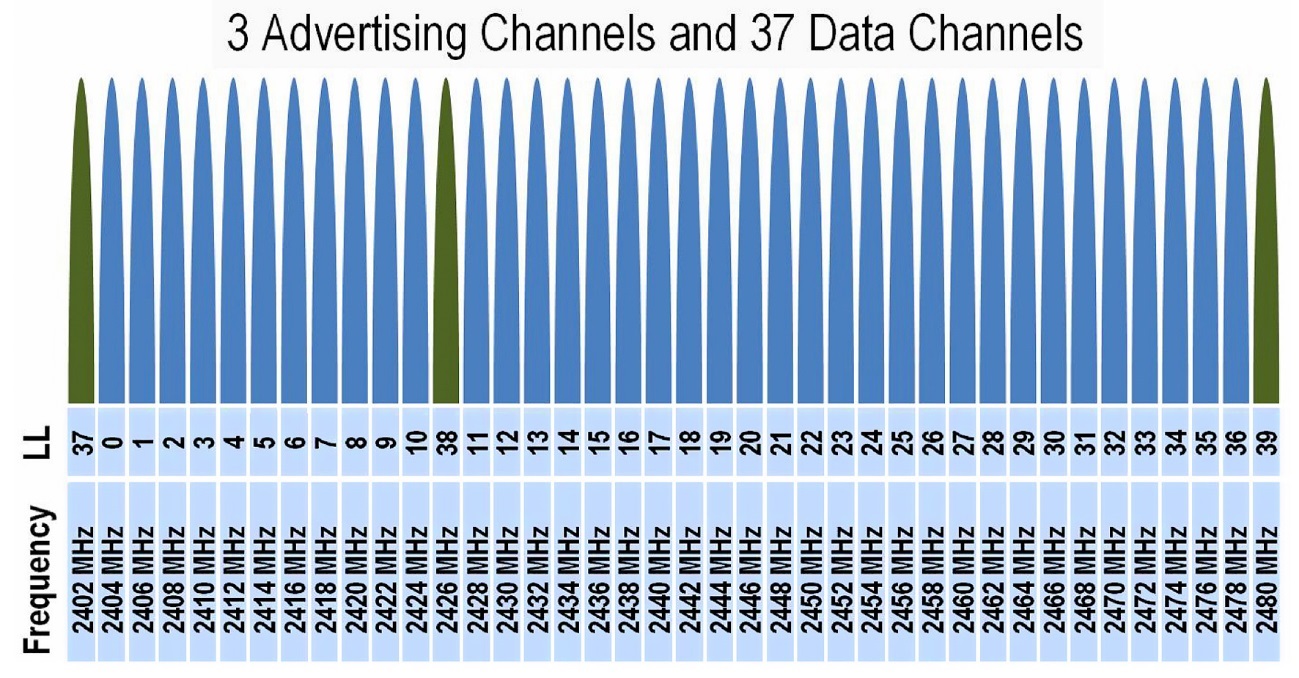 3 Advertising Channels and 37 Data Channels
LL 37 0 1 2 3 4 5 6 7 8 9 10 38 11 12 13 14 15 16 17 18 19 20 21 22 23 24 25 26 27 28 29 30 31 32 33 34 35 36 39
Frequency 2402 MHz 2404 MHz 2406 MHz 2408 MHz 2410 MHz 2412 MHz 2414 MHz 2416 MHz 2418 MHz 2420 MHz 2422 MHz 2424 MHz 2426 MHz 2428 MHz 2430 MHz 2432 MHz 2434 MHz 2436 MHz 2438 MHz 2440 MHz 2442 MHz 2444 MHz 2446 MHz 2448 MHz 2450 MHz 2452 MHz 2454 MHz 2456 MHz 2458 MHz 2460 MHz 2462 MHz 2464 MHz 2466 MHz 2468 MHz 2470 MHz 2472 MHz 2474 MHz 2476 MHz 2478 MHz 2480 MHz